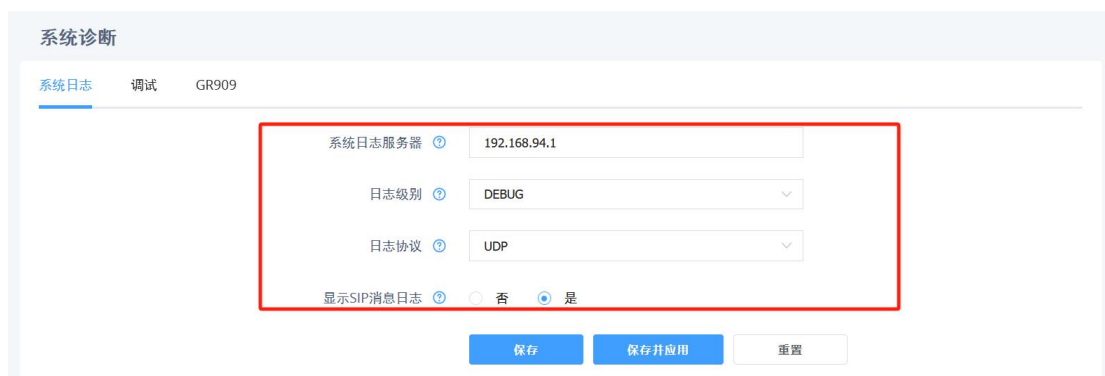 系统诊断
系统日志 调试 GR909
系统日志服务器 192.168.94.1
日志级别 DEBUG
日志协议 UDP
显示SIP消息日志 否 是
保存 保存并应用 重置